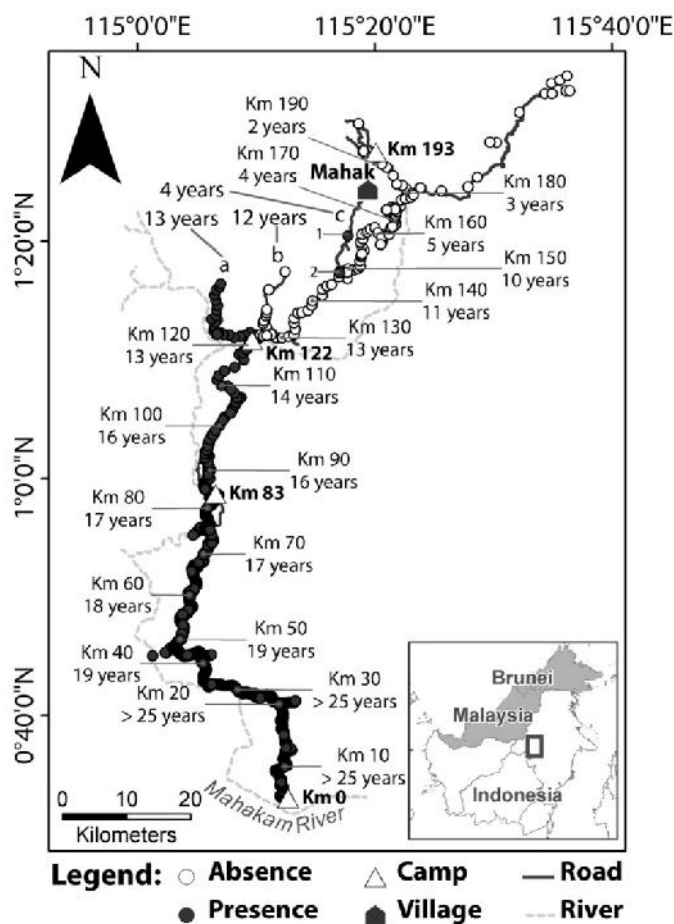 115°0'0"E 115°20'0"E 115°40'0"E
N
Km 190
2 years
Km 193
Km 170
4 years
Mahak
Km 180
3 years
4 years
13 years
12 years
c
a
b
1
Km 160
5 years
2
Km 150
10 years
Km 140
11 years
Km 120
13 years
Km 130
13 years
Km 122
Km 110
14 years
Km 100
16 years
Km 90
16 years
Km 83
Km 80
17 years
Km 70
17 years
Km 60
18 years
Km 50
19 years
Km 40
19 years
Km 30
> 25 years
Km 20
> 25 years
Km 10
> 25 years
Km 0
Mahakam River
1°20'0"N
1°0'0"N
0°40'0"N
0 10 20
Kilometers
Brunei
Malaysia
Indonesia
Legend: Absence Camp Road
Presence Village River